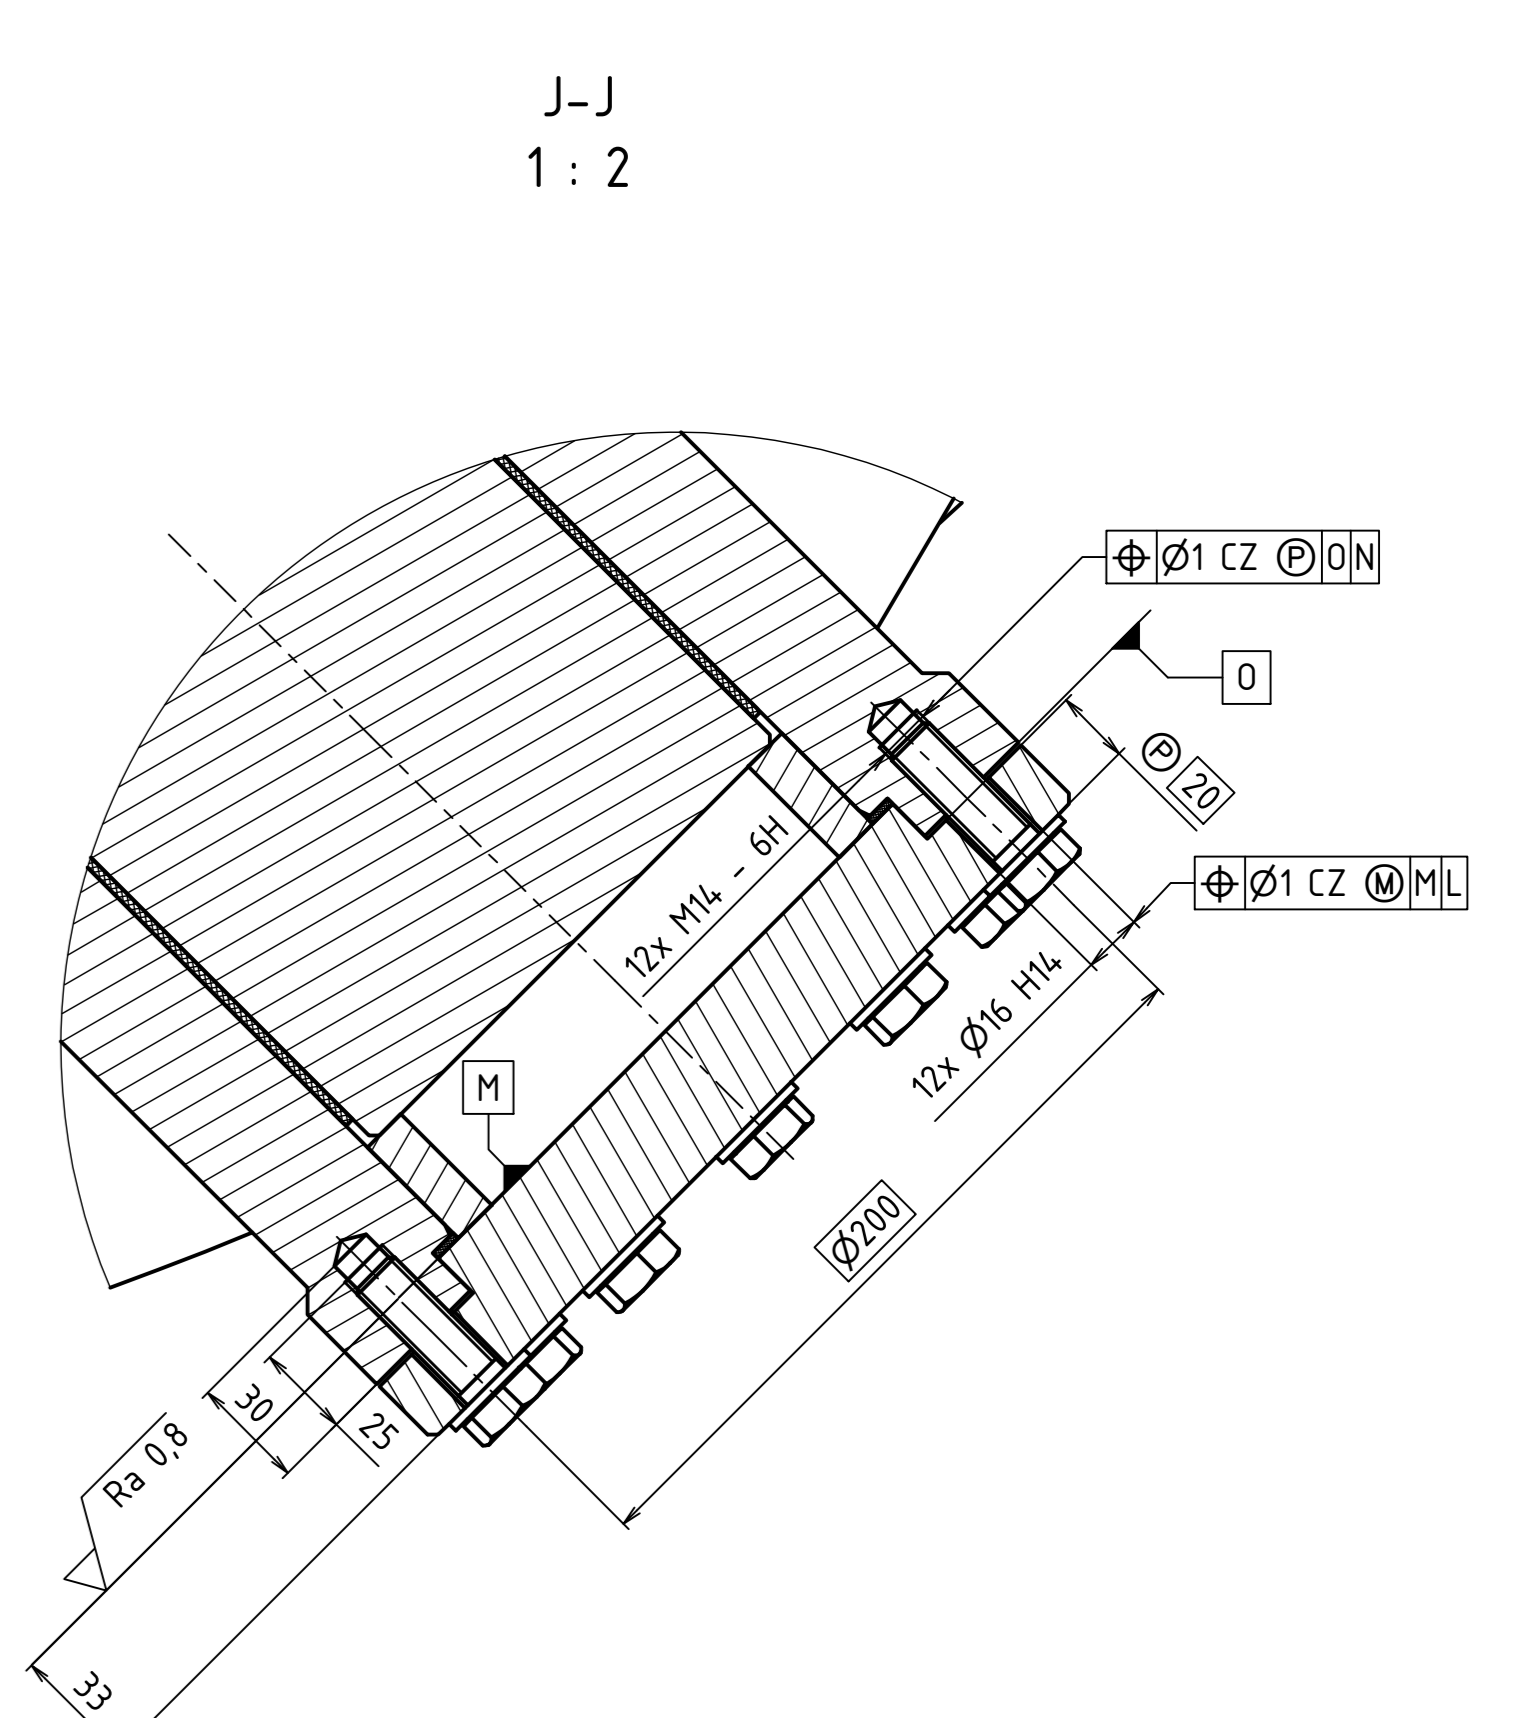 J-J
1 : 2
⌖ Ø1 CZ Ⓟ O N
O
Ⓟ 20
12x M14 - 6H
⌖ Ø1 CZ Ⓜ M L
12x Ø16 H14
M
Ø200
30
25
Ra 0,8
33